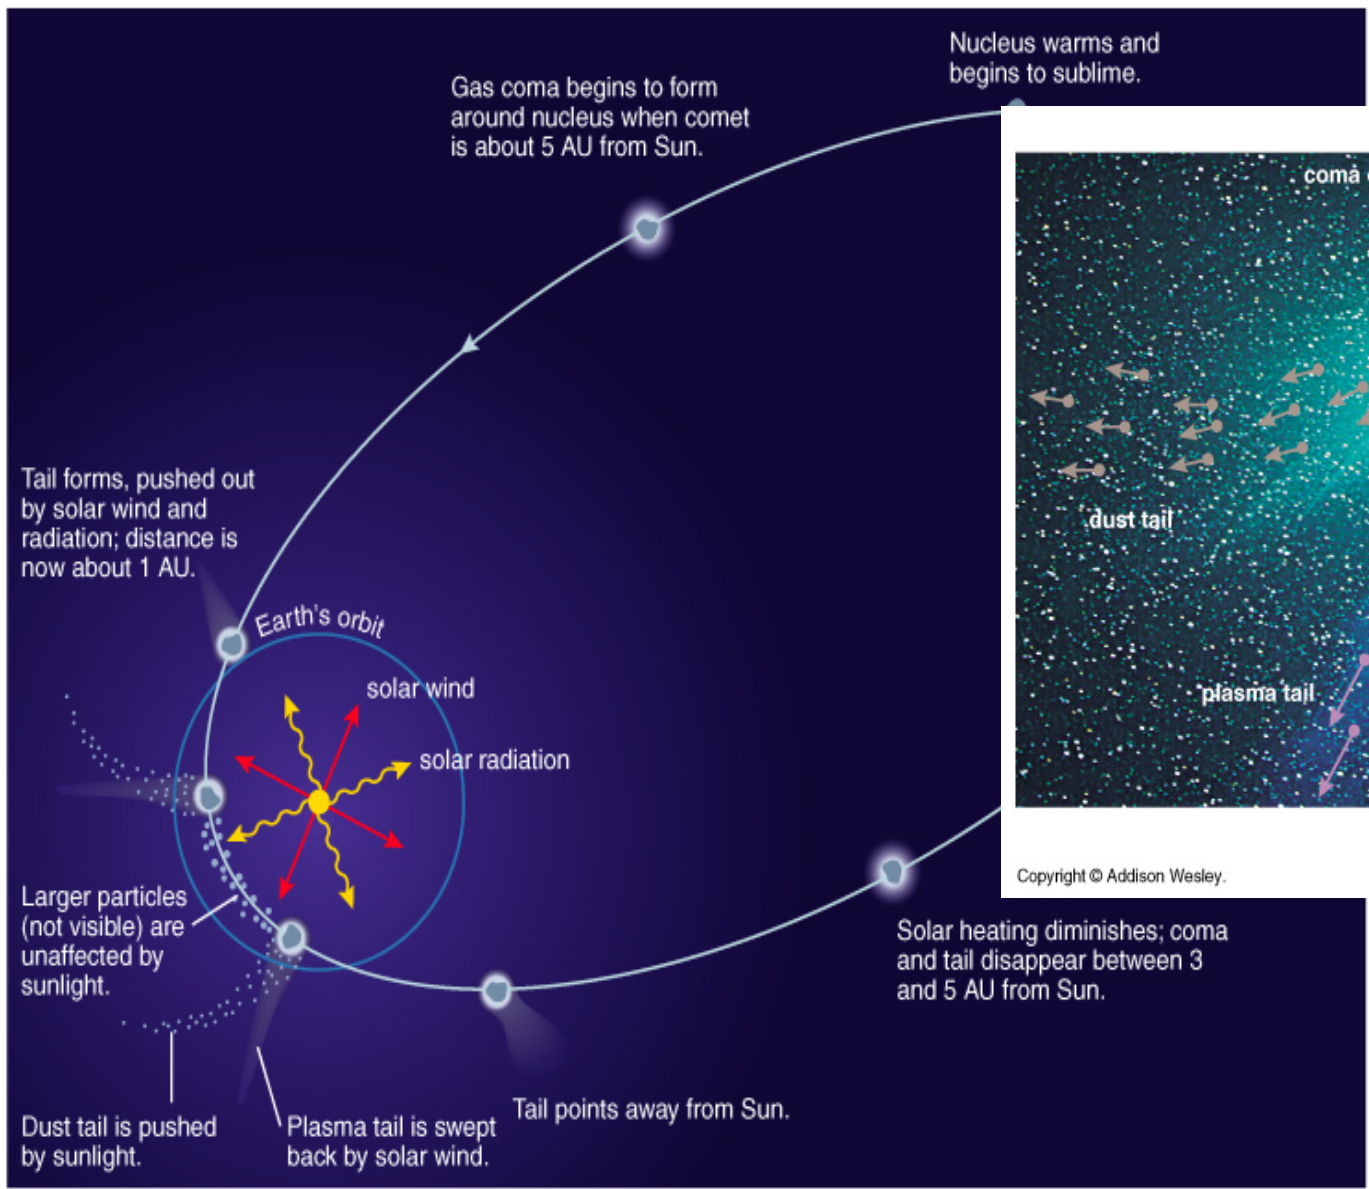 Nucleus warms and
begins to sublime.
Gas coma begins to form
around nucleus when comet
is about 5 AU from Sun.
coma
Tail forms, pushed out
by solar wind and
radiation; distance is
now about 1 AU.
dust tail
Earth's orbit
solar wind
plasma tail
solar radiation
Larger particles
(not visible) are
unaffected by
sunlight.
Copyright © Addison Wesley.
Solar heating diminishes; coma
and tail disappear between 3
and 5 AU from Sun.
Tail points away from Sun.
Dust tail is pushed
by sunlight.
Plasma tail is swept
back by solar wind.